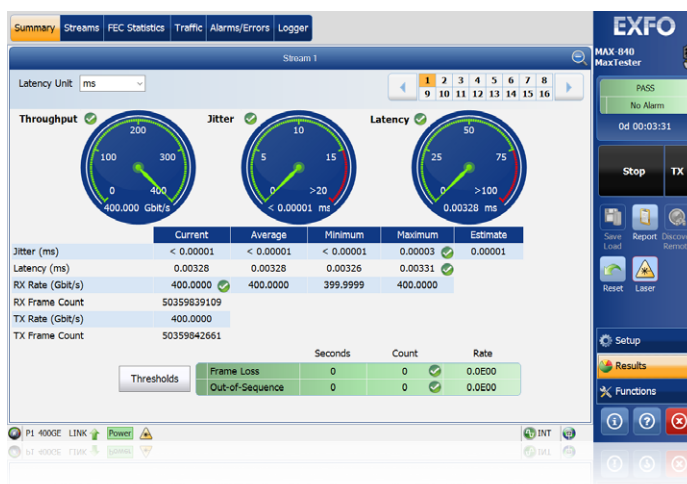 Summary Streams FEC Statistics Traffic Alarms/Errors Logger
EXFO
MAX-840
MaxTester
Stream 1
Latency Unit ms
1 2 3 4 5 6 7 8
9 10 11 12 13 14 15 16
PASS
No Alarm
0d 00:03:31
Throughput
Jitter
Latency
200
100 300
0 400
400.000 Gbit/s
10
5 15
0 >20
< 0.00001 ms
50
25 75
0 >100
0.00328 ms
Stop TX
Save
Load
Report
Reset Laser
Current Average Minimum Maximum Estimate
Jitter (ms) < 0.00001 < 0.00001 < 0.00001 0.00003 0.00001
Latency (ms) 0.00328 0.00328 0.00326 0.00331
RX Rate (Gbit/s) 400.0000 400.0000 399.9999 400.0000
RX Frame Count 50359839109
TX Rate (Gbit/s) 400.0000
TX Frame Count 50359842661
Seconds Count Rate
Thresholds
Frame Loss 0 0 0.0E00
Out-of-Sequence 0 0 0.0E00
Setup
Results
Functions
P1 400GE LINK Power
INT